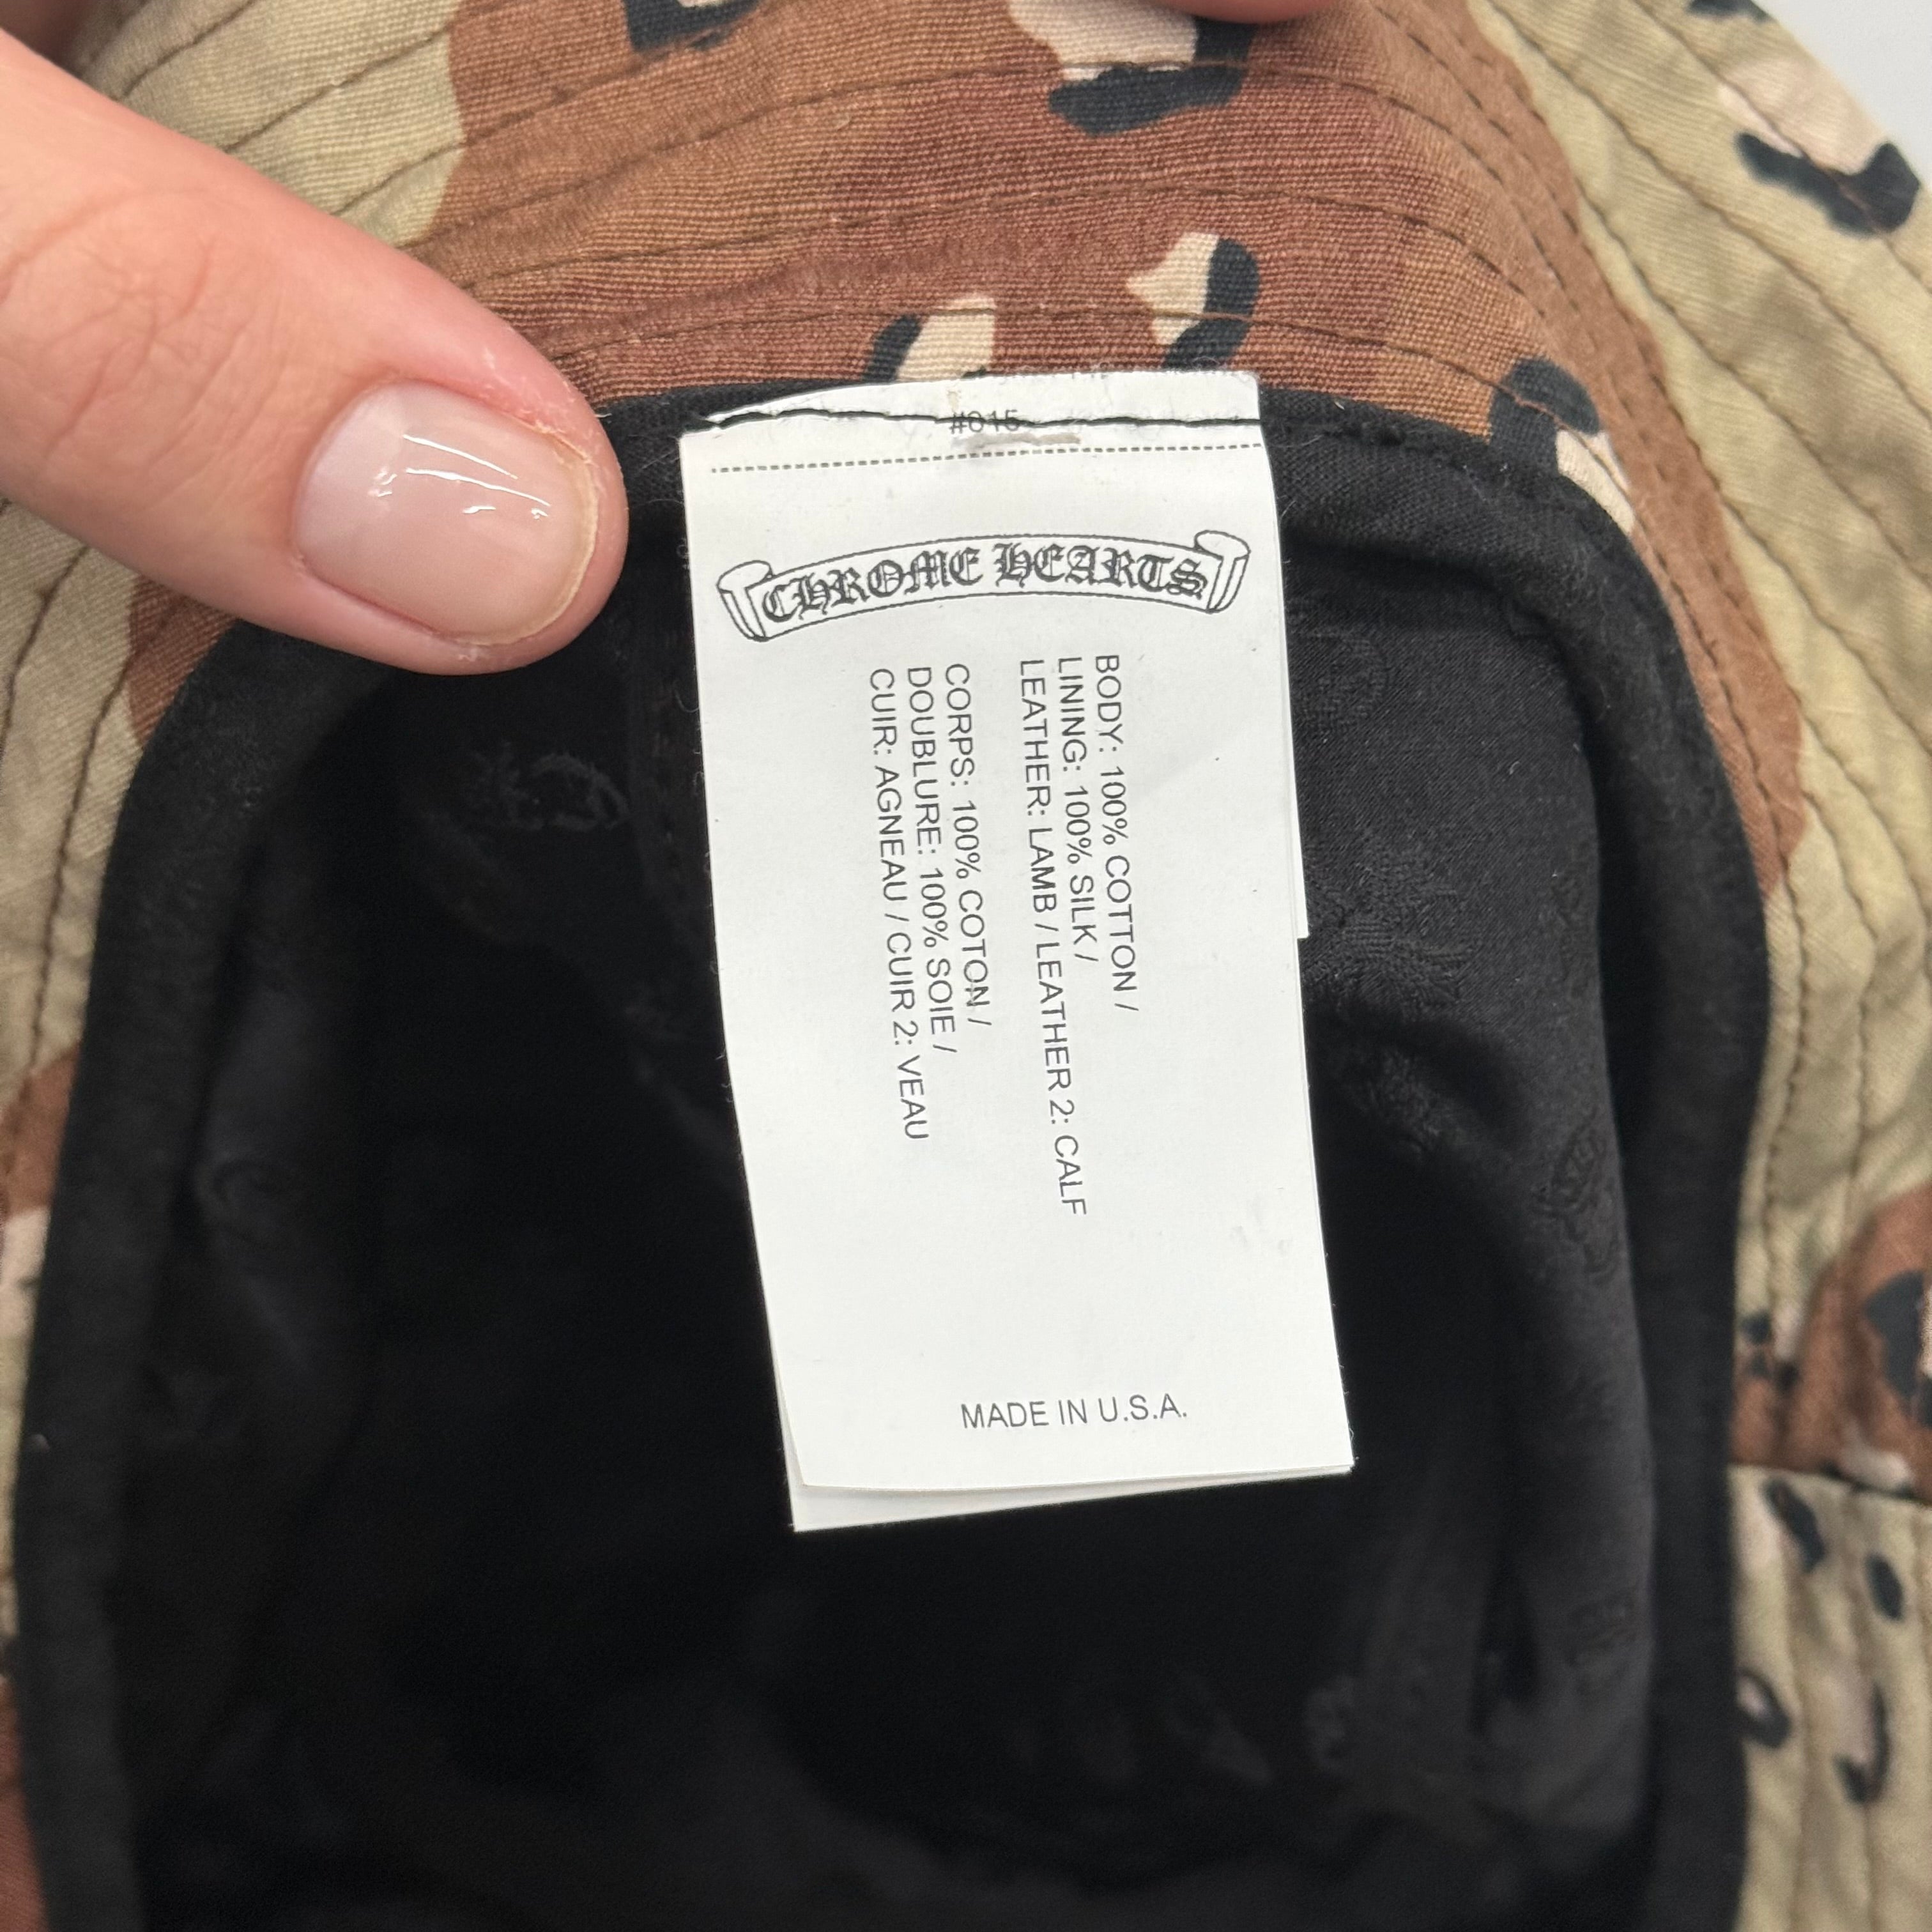 #015
CHROME HEARTS
BODY: 100% COTTON /
LINING: 100% SILK /
LEATHER: LAMB / LEATHER 2: CALF
CORPS: 100% COTON /
DOUBLURE: 100% SOIE /
CUIR: AGNEAU / CUIR 2: VEAU
MADE IN U.S.A.